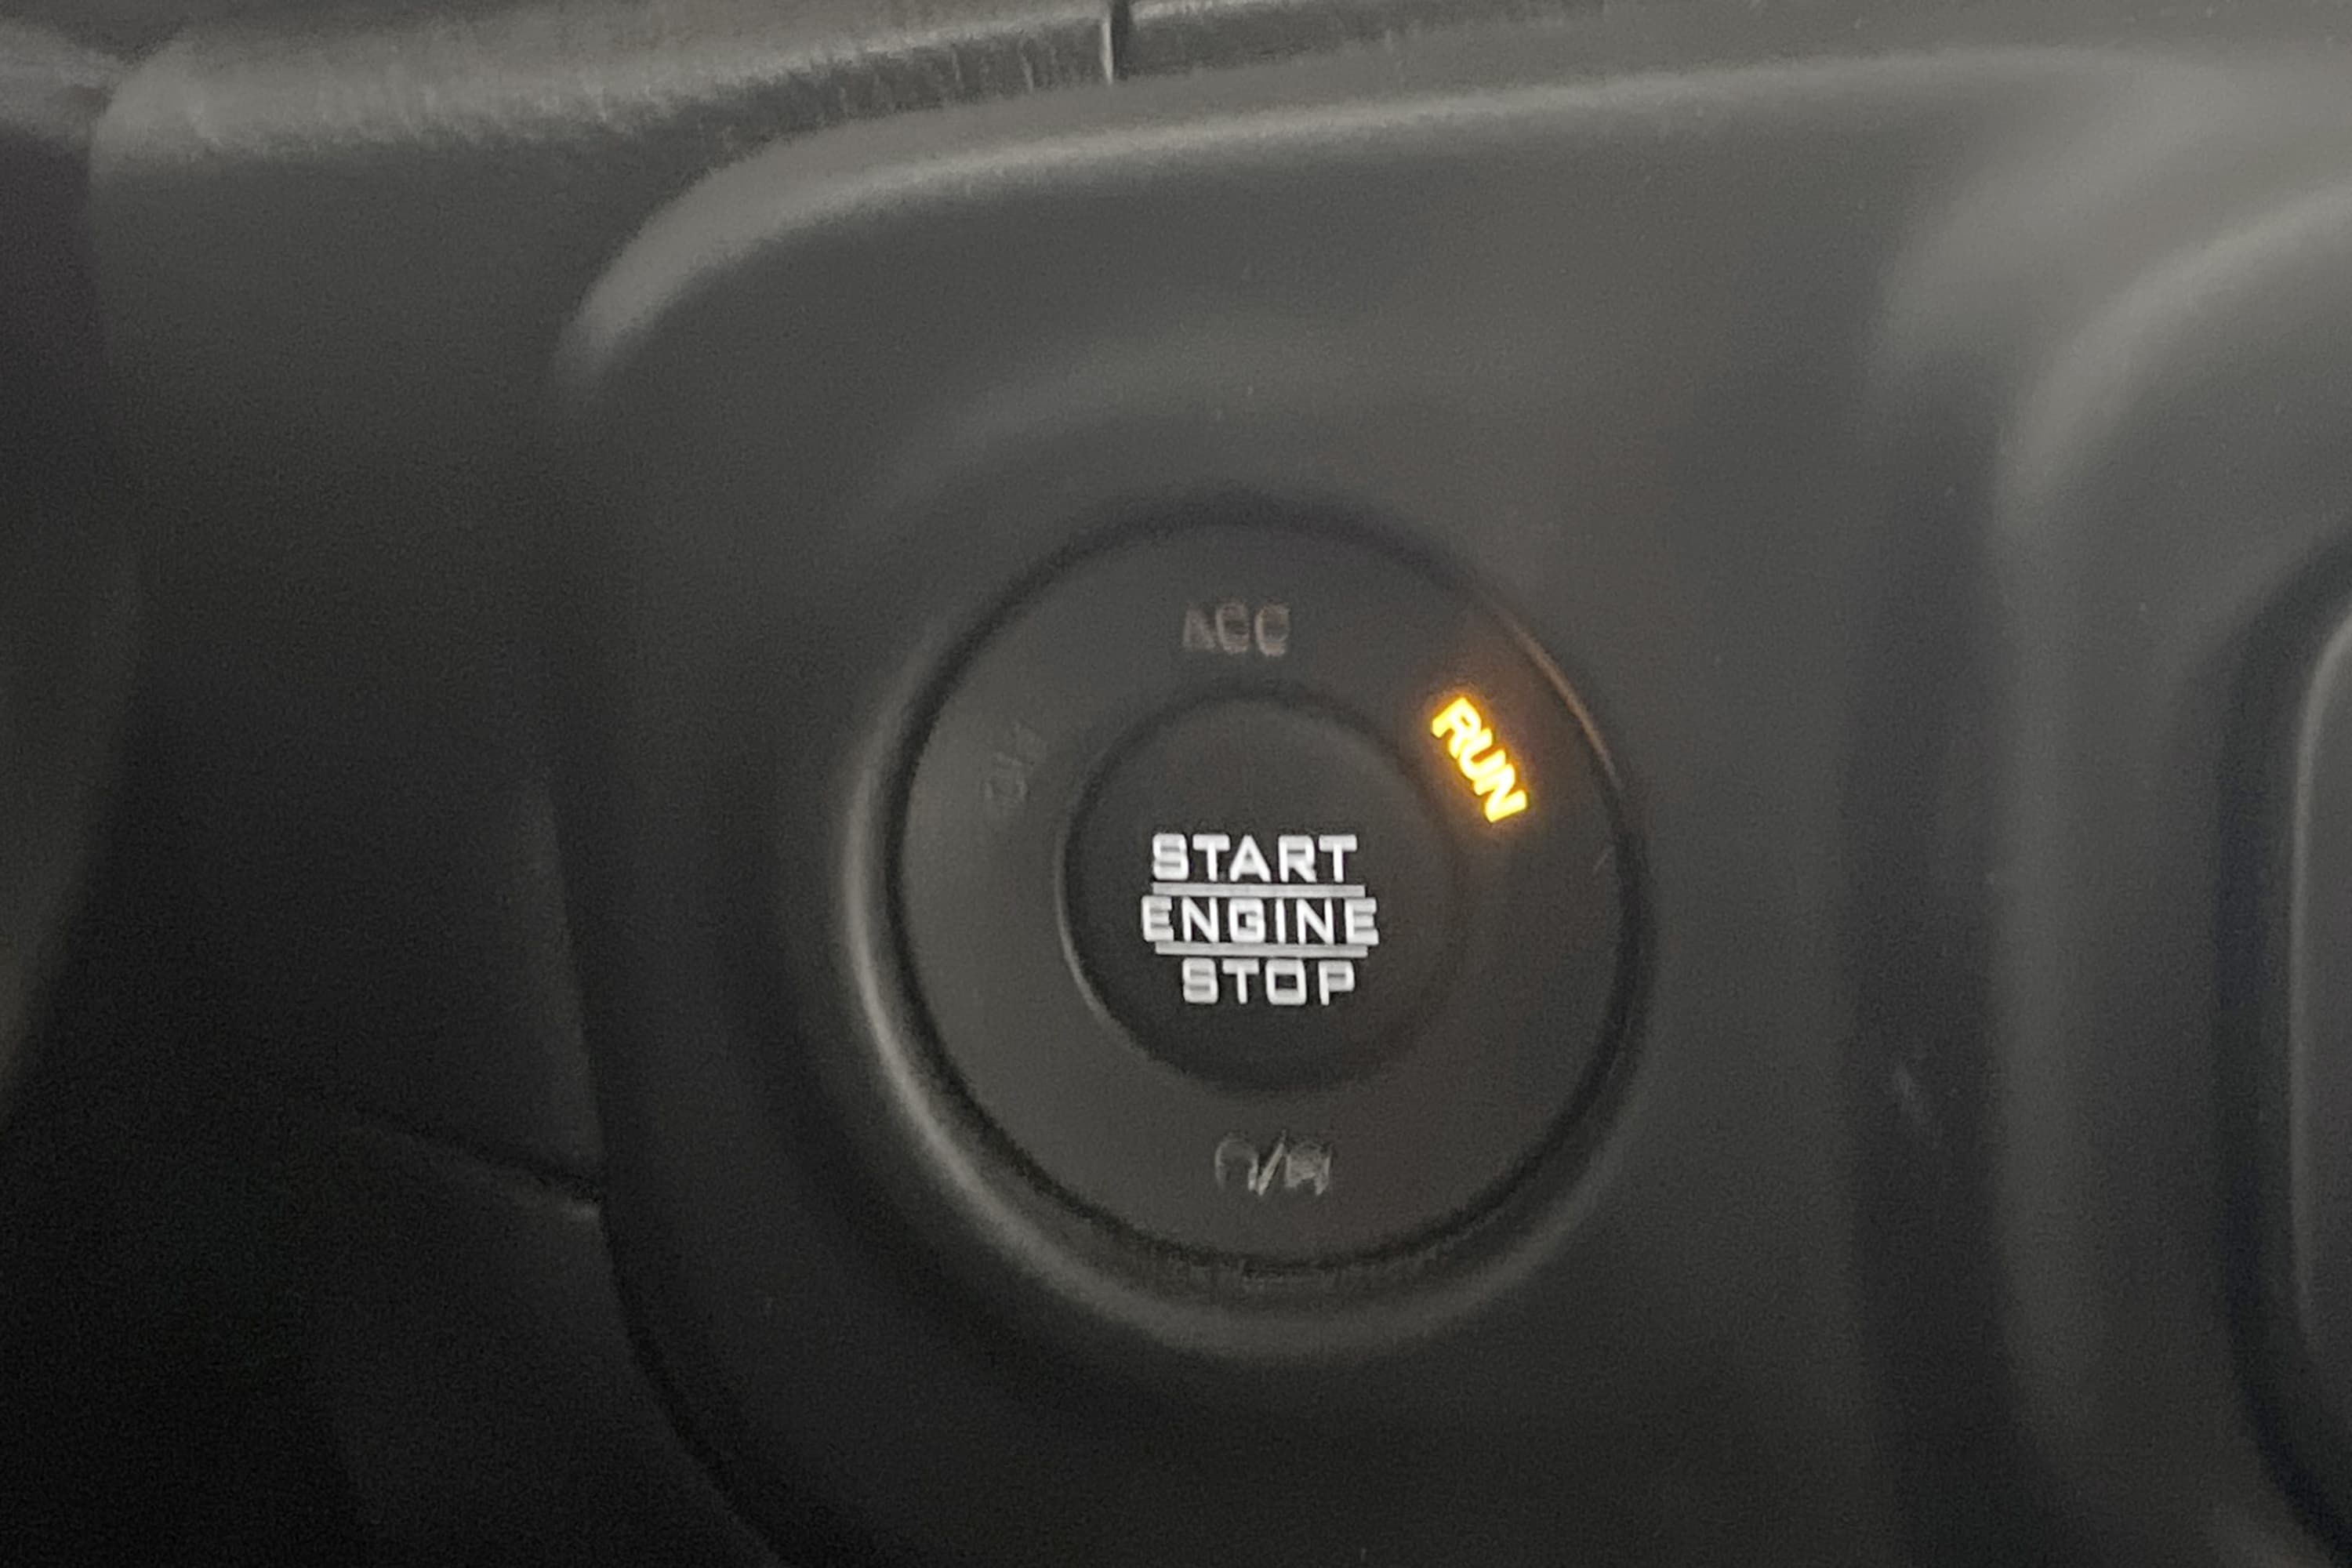 ACC
RUN
START
ENGINE
STOP